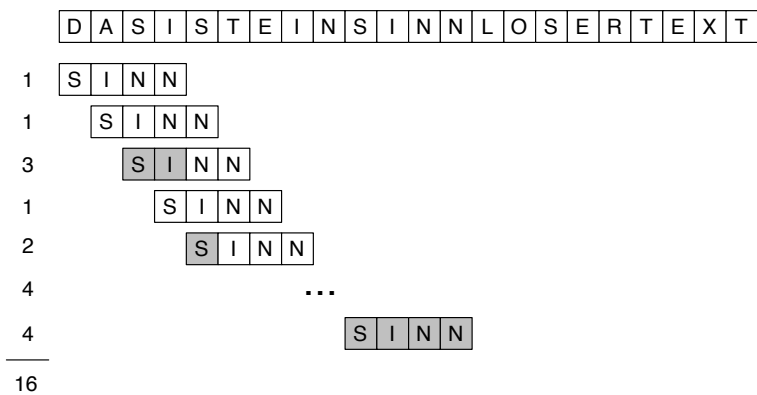 DASISTEINSINNLOSERTEXT
1 SINN
1 SINN
3 SINN
1 SINN
2 SINN
4 ...
4 SINN
16